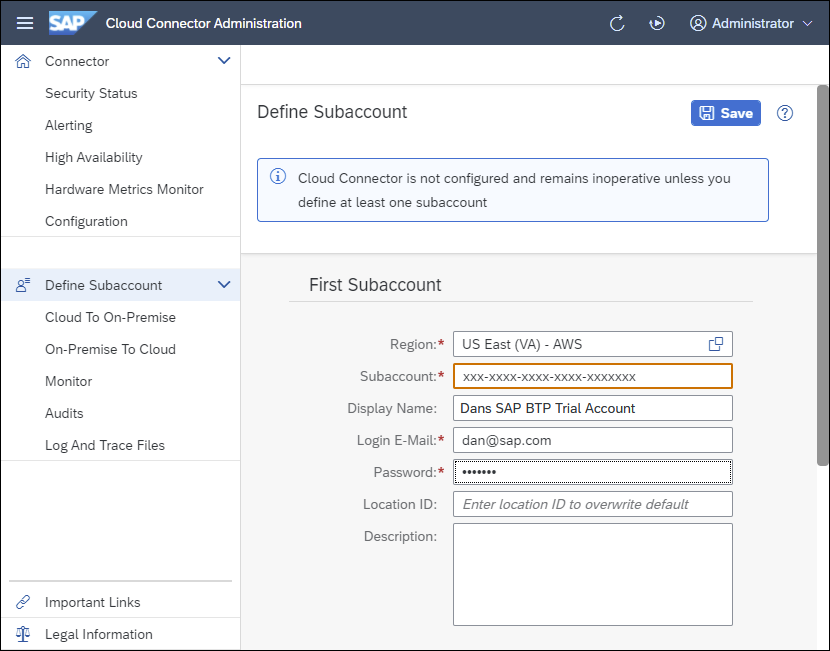 SAP Cloud Connector Administration Administrator
Connector
Security Status
Alerting
High Availability
Hardware Metrics Monitor
Configuration
Define Subaccount
Cloud To On-Premise
On-Premise To Cloud
Monitor
Audits
Log And Trace Files
Important Links
Legal Information
Define Subaccount Save
Cloud Connector is not configured and remains inoperative unless you
define at least one subaccount
First Subaccount
Region:* US East (VA) - AWS
Subaccount:* xxx-xxxx-xxxx-xxxx-xxxxxxx
Display Name: Dans SAP BTP Trial Account
Login E-Mail:* dan@sap.com
Password:* •••••••
Location ID: Enter location ID to overwrite default
Description: